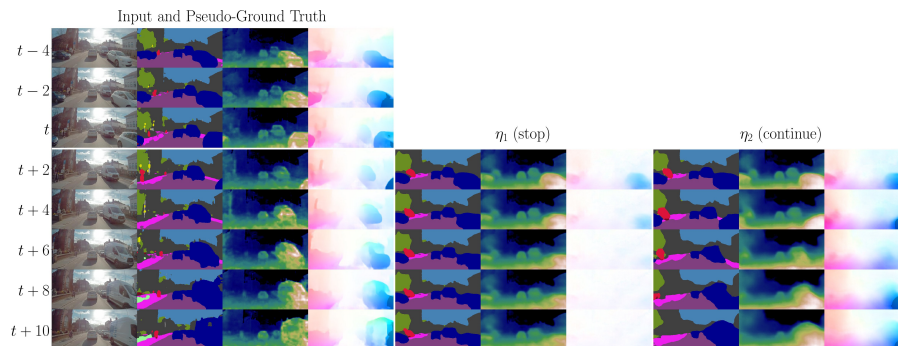 Input and Pseudo-Ground Truth
t − 4
t − 2
t
η₁ (stop)
η₂ (continue)
t + 2
t + 4
t + 6
t + 8
t + 10